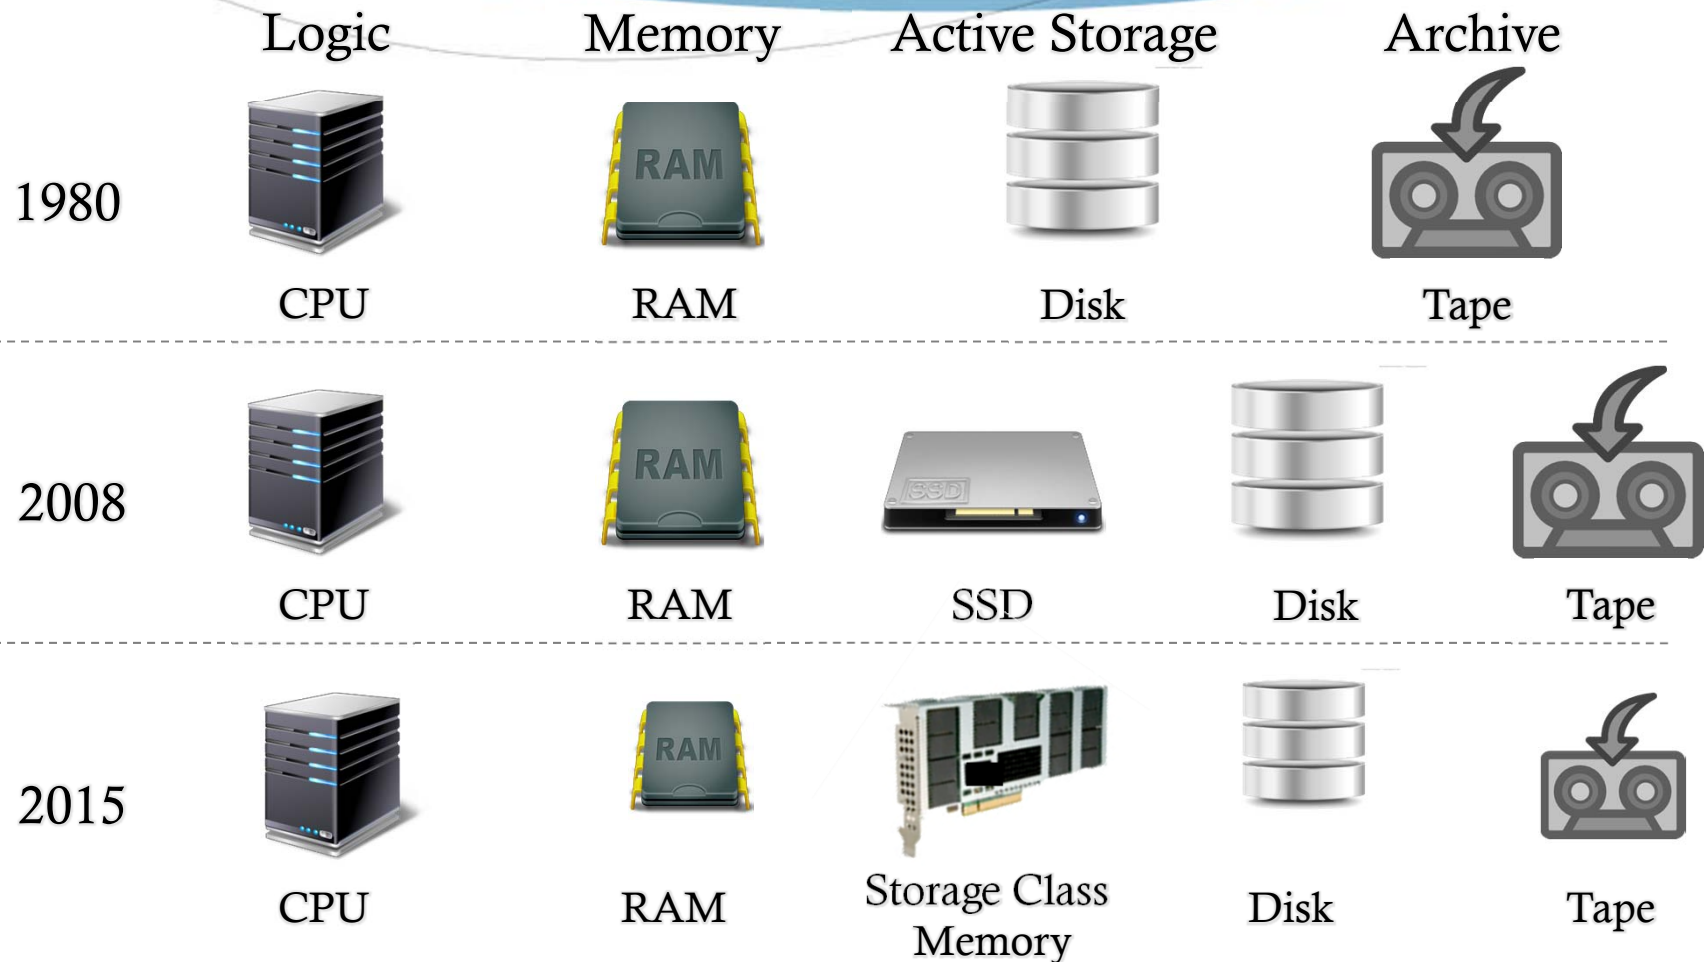 Logic Memory Active Storage Archive
RAM
1980
CPU RAM Disk Tape
RAM
SSD
2008
CPU RAM SSD Disk Tape
RAM
2015
CPU RAM Storage Class Disk Tape
Memory